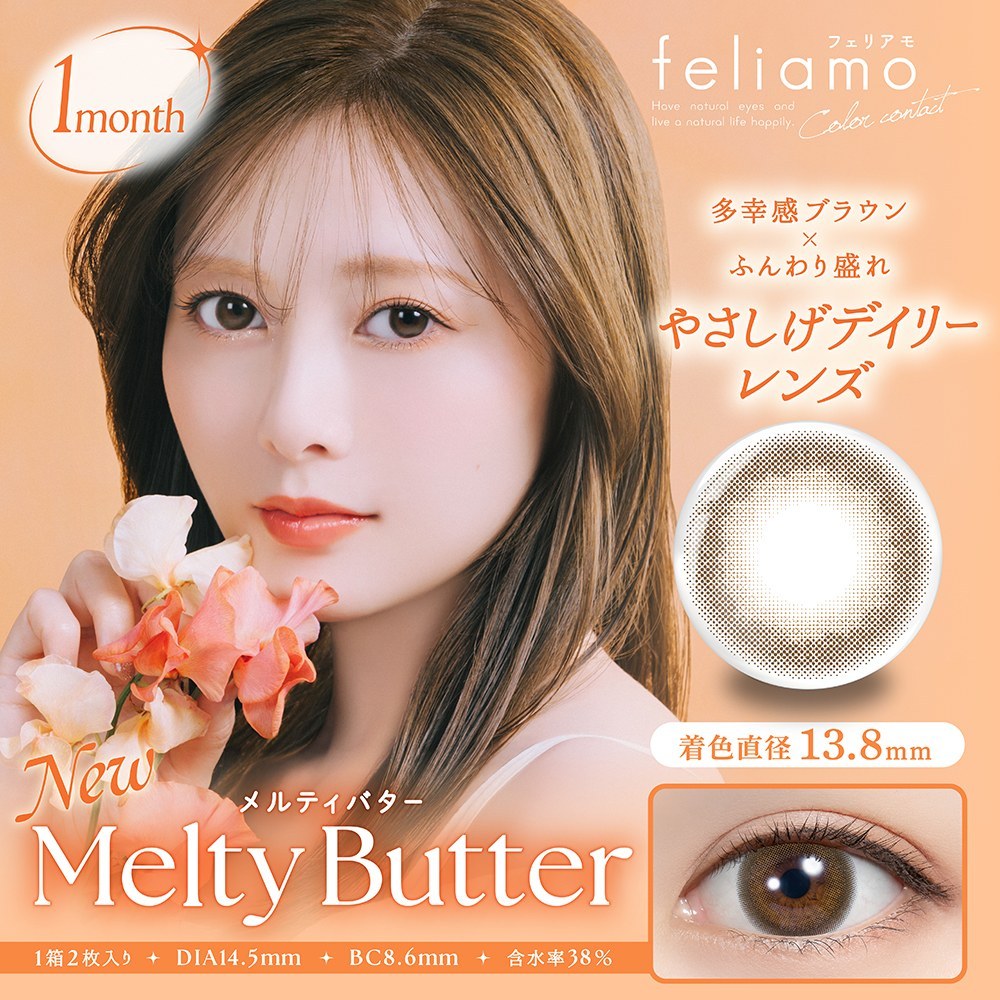 1month
フェリアモ
feliamo
Have natural eyes and
live a natural life happily.
Color contact
多幸感ブラウン
×
ふんわり盛れ
やさしげデイリー
レンズ
着色直径 13.8mm
New
メルティバター
Melty Butter
1箱2枚入り ✦ DIA14.5mm ✦ BC8.6mm ✦ 含水率38%